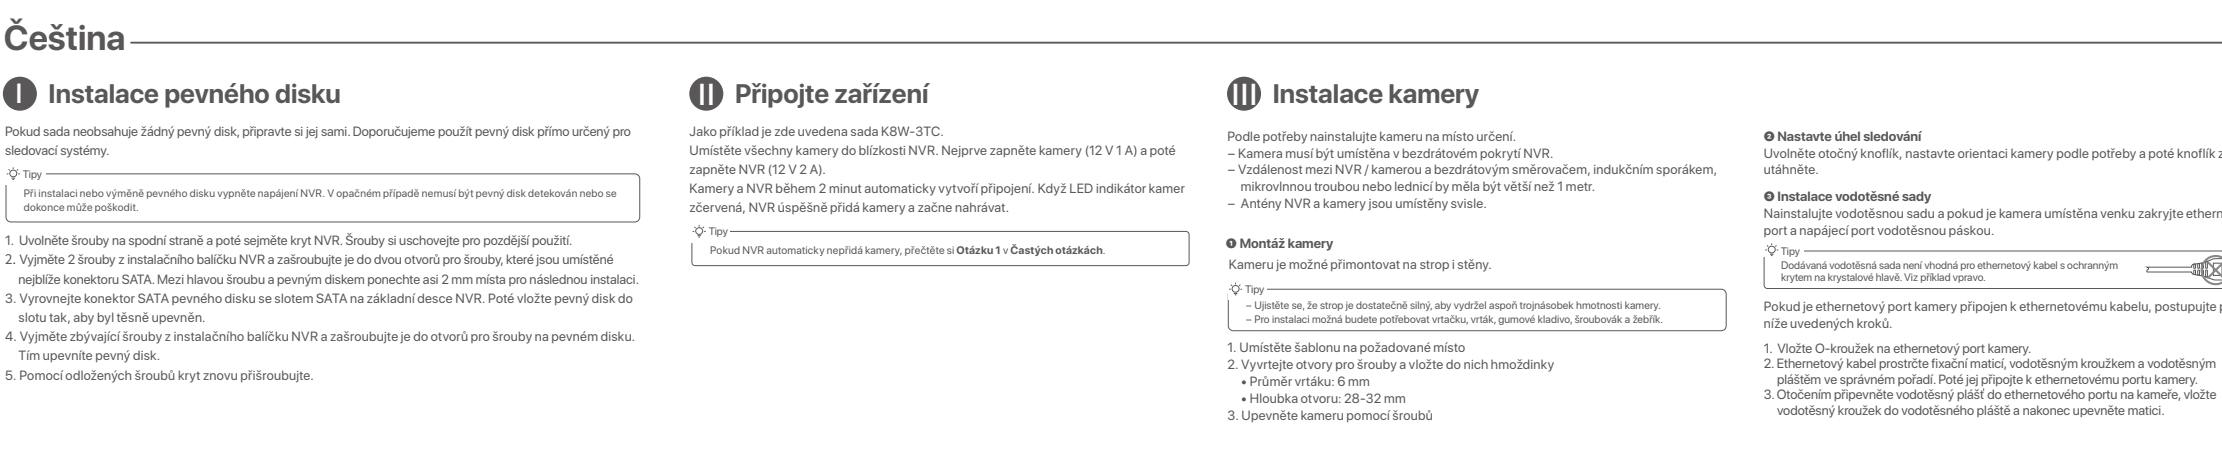 Čeština
I Instalace pevného disku
Pokud sada neobsahuje žádný pevný disk, připravte si jej sami. Doporučujeme použít pevný disk přímo určený pro
sledovací systémy.
Tipy
Při instalaci nebo výměně pevného disku vypněte napájení NVR. V opačném případě nemusí být pevný disk detekován nebo se
dokonce může poškodit.
1. Uvolněte šrouby na spodní straně a poté sejměte kryt NVR. Šrouby si uschovejte pro pozdější použití.
2. Vyjměte 2 šrouby z instalačního balíčku NVR a zašroubujte je do dvou otvorů pro šrouby, které jsou umístěné
nejblíže konektoru SATA. Mezi hlavou šroubu a pevným diskem ponechte asi 2 mm místa pro následnou instalaci.
3. Vyrovnejte konektor SATA pevného disku se slotem SATA na základní desce NVR. Poté vložte pevný disk do
slotu tak, aby byl těsně upevněn.
4. Vyjměte zbývající šrouby z instalačního balíčku NVR a zašroubujte je do otvorů pro šrouby na pevném disku.
Tím upevníte pevný disk.
5. Pomocí odložených šroubů kryt znovu přišroubujte.
II Připojte zařízení
Jako příklad je zde uvedena sada K8W-3TC.
Umístěte všechny kamery do blízkosti NVR. Nejprve zapněte kamery (12 V 1 A) a poté
zapněte NVR (12 V 2 A).
Kamery a NVR během 2 minut automaticky vytvoří připojení. Když LED indikátor kamer
zčervená, NVR úspěšně přidá kamery a začne nahrávat.
Tipy
Pokud NVR automaticky nepřidá kamery, přečtěte si Otázku 1 v Častých otázkách.
III Instalace kamery
Podle potřeby nainstalujte kameru na místo určení.
– Kamera musí být umístěna v bezdrátovém pokrytí NVR.
– Vzdálenost mezi NVR / kamerou a bezdrátovým směrovačem, indukčním sporákem,
mikrovlnnou troubou nebo lednicí by měla být větší než 1 metr.
– Antény NVR a kamery jsou umístěny svisle.
❶ Montáž kamery
Kameru je možné přimontovat na strop i stěny.
Tipy
– Ujistěte se, že strop je dostatečně silný, aby vydržel aspoň trojnásobek hmotnosti kamery.
– Pro instalaci možná budete potřebovat vrtačku, vrták, gumové kladivo, šroubovák a žebřík.
1. Umístěte šablonu na požadované místo
2. Vyvrtejte otvory pro šrouby a vložte do nich hmoždinky
• Průměr vrtáku: 6 mm
• Hloubka otvoru: 28-32 mm
3. Upevněte kameru pomocí šroubů
❷ Nastavte úhel sledování
Uvolněte otočný knoflík, nastavte orientaci kamery podle potřeby a poté knoflík z
utáhněte.
❸ Instalace vodotěsné sady
Nainstalujte vodotěsnou sadu a pokud je kamera umístěna venku zakryjte ethern
port a napájecí port vodotěsnou páskou.
Tipy
Dodávaná vodotěsná sada není vhodná pro ethernetový kabel s ochranným
krytem na krystalové hlavě. Viz příklad vpravo.
Pokud je ethernetový port kamery připojen k ethernetovému kabelu, postupujte p
níže uvedených kroků.
1. Vložte O-kroužek na ethernetový port kamery.
2. Ethernetový kabel prostrčte fixační maticí, vodotěsným kroužkem a vodotěsným
pláštěm ve správném pořadí. Poté jej připojte k ethernetovému portu kamery.
3. Otočením připevněte vodotěsný plášť do ethernetového portu na kameře, vložte
vodotěsný kroužek do vodotěsného pláště a nakonec upevněte matici.